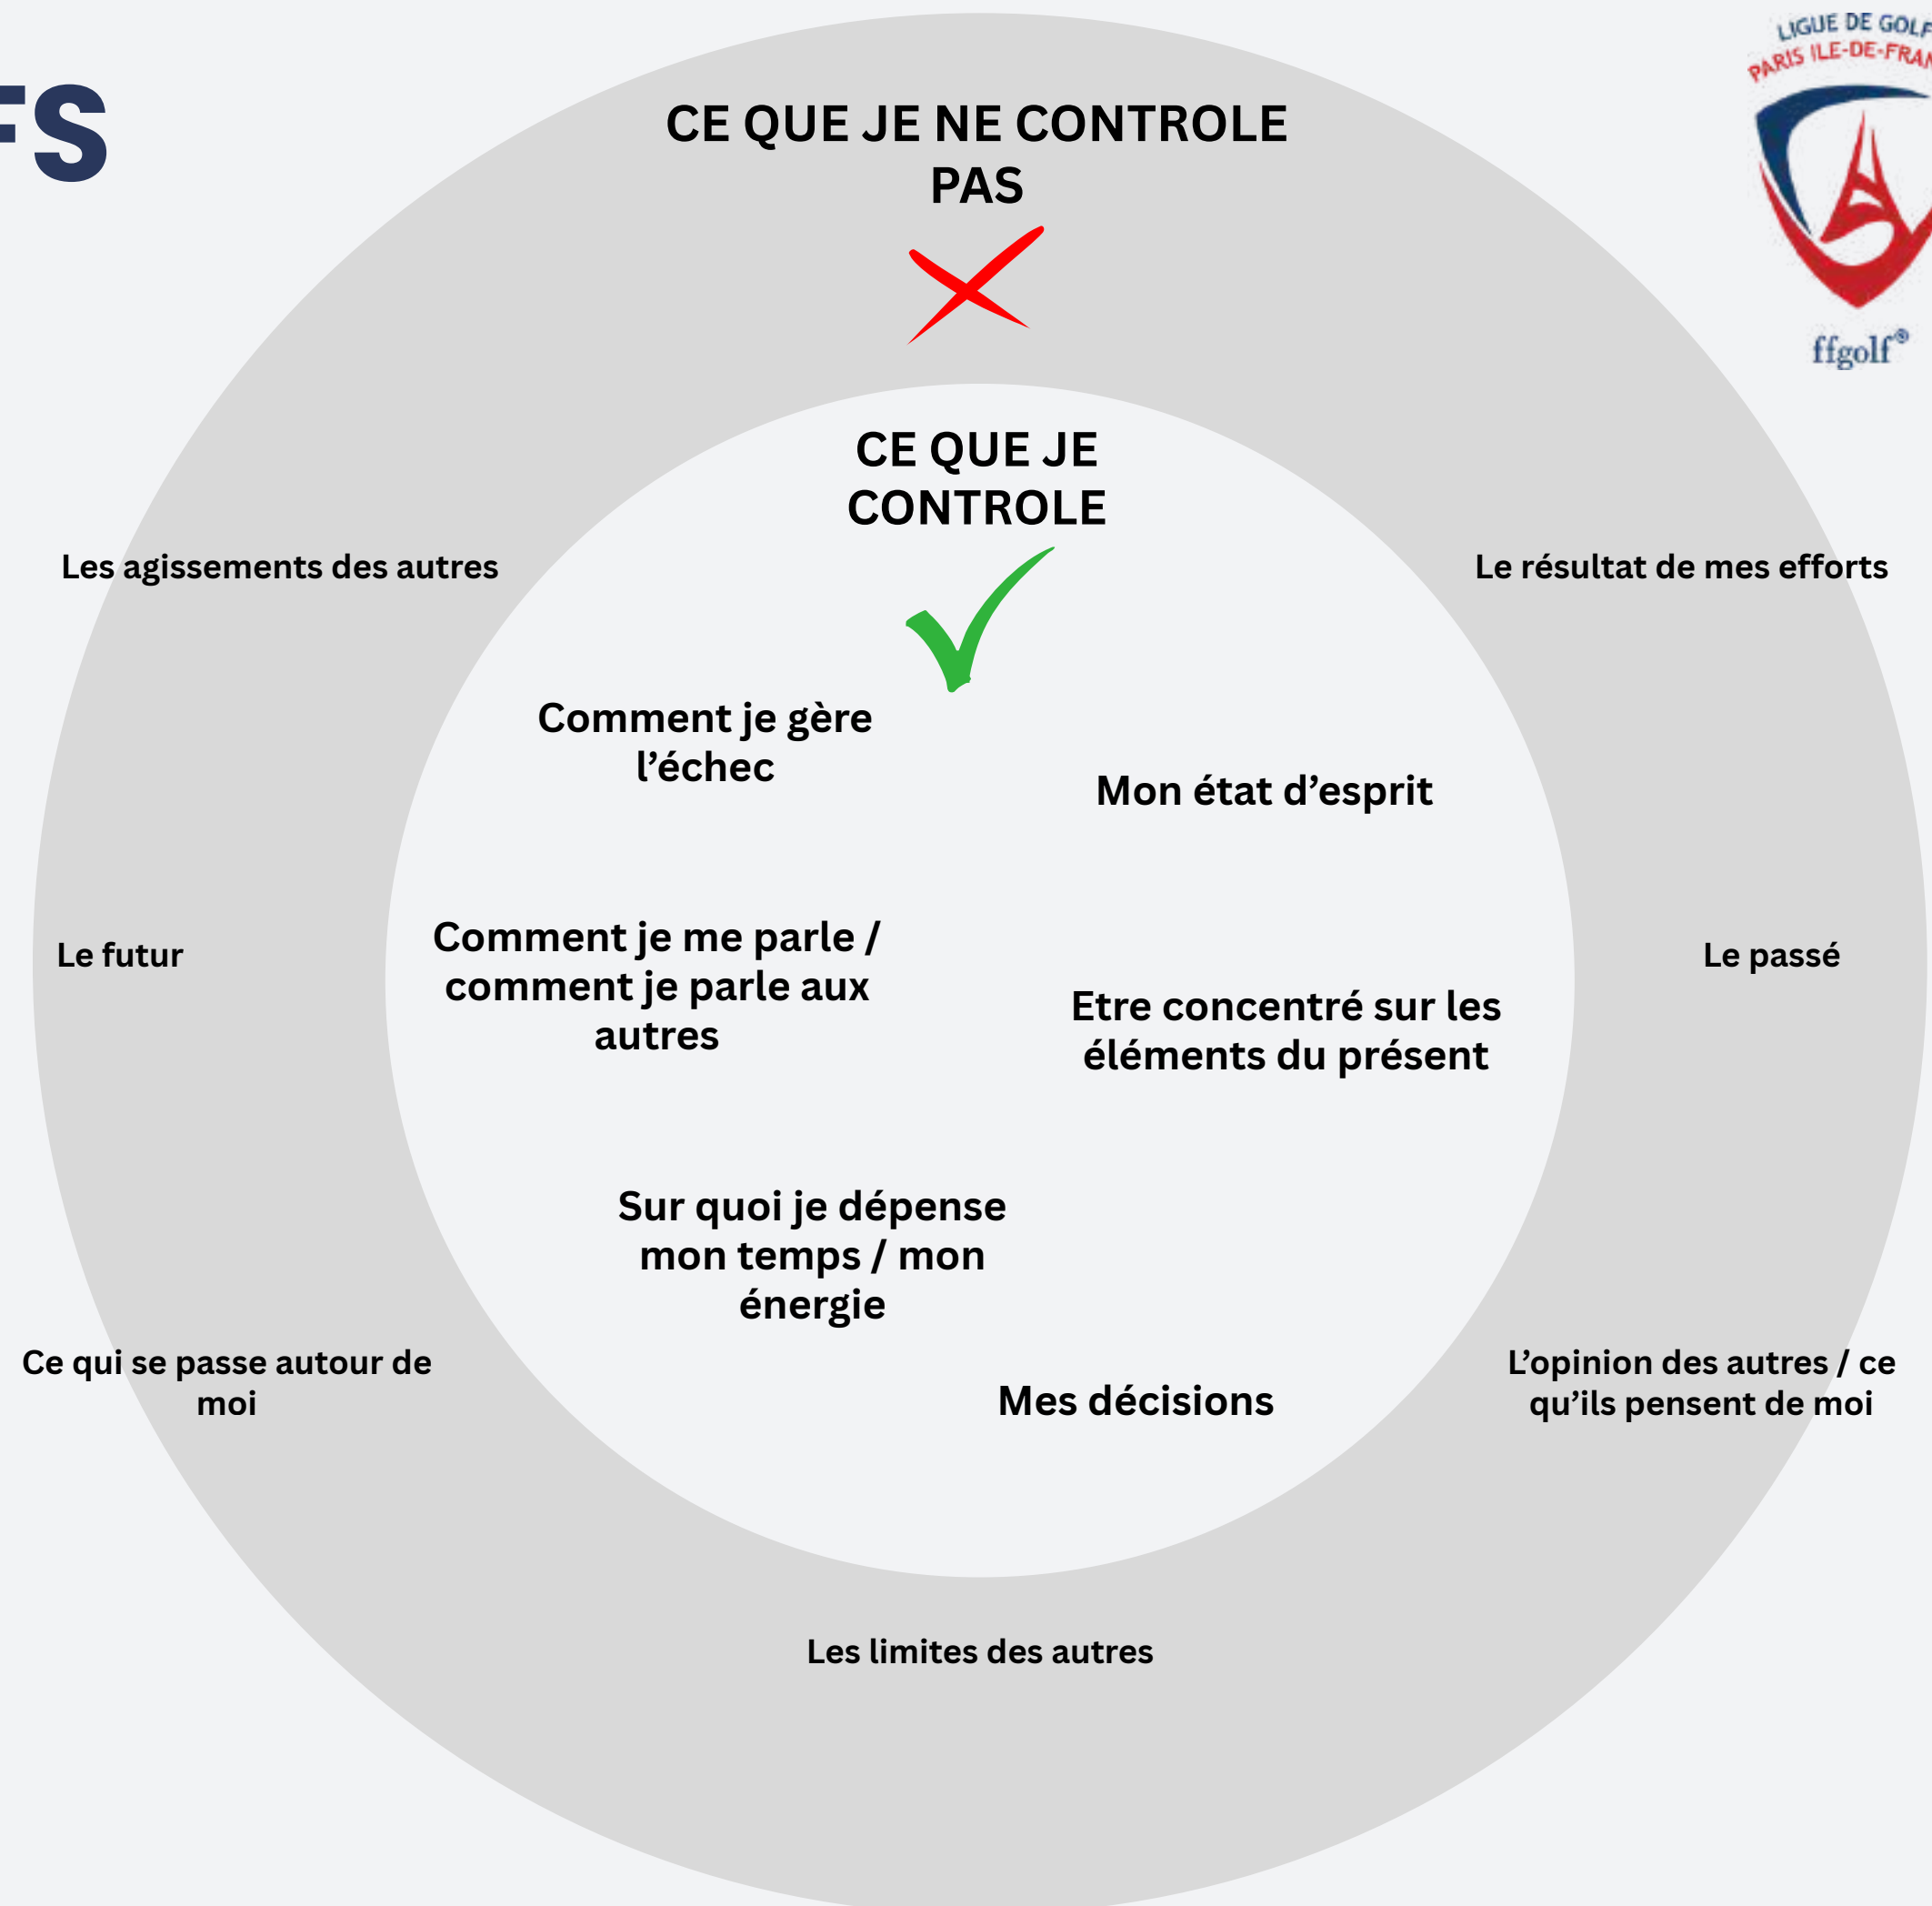 FS
LIGUE DE GOLF
PARIS ILE-DE-FRAN
ffgolf®
CE QUE JE NE CONTROLE
PAS
CE QUE JE
CONTROLE
Les agissements des autres
Le résultat de mes efforts
Comment je gère
l’échec
Mon état d’esprit
Le futur
Comment je me parle /
comment je parle aux
autres
Le passé
Etre concentré sur les
éléments du présent
Sur quoi je dépense
mon temps / mon
énergie
Ce qui se passe autour de
moi
L’opinion des autres / ce
qu’ils pensent de moi
Mes décisions
Les limites des autres